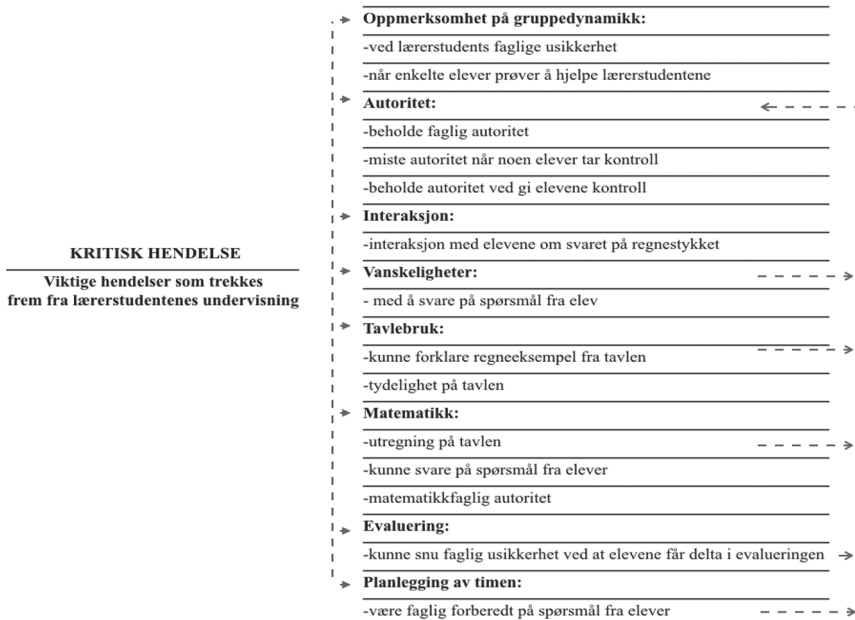 KRITISK HENDELSE
Viktige hendelser som trekkes
frem fra lærerstudentenes undervisning
Oppmerksomhet på gruppedynamikk:
-ved lærerstudents faglige usikkerhet
-når enkelte elever prøver å hjelpe lærerstudentene
Autoritet:
-beholde faglig autoritet
-miste autoritet når noen elever tar kontroll
-beholde autoritet ved gi elevene kontroll
Interaksjon:
-interaksjon med elevene om svaret på regnestykket
Vanskeligheter:
- med å svare på spørsmål fra elev
Tavlebruk:
-kunne forklare regneeksempel fra tavlen
-tydelighet på tavlen
Matematikk:
-utregning på tavlen
-kunne svare på spørsmål fra elever
-matematikkfaglig autoritet
Evaluering:
-kunne snu faglig usikkerhet ved at elevene får delta i evalueringen
Planlegging av timen:
-være faglig forberedt på spørsmål fra elever